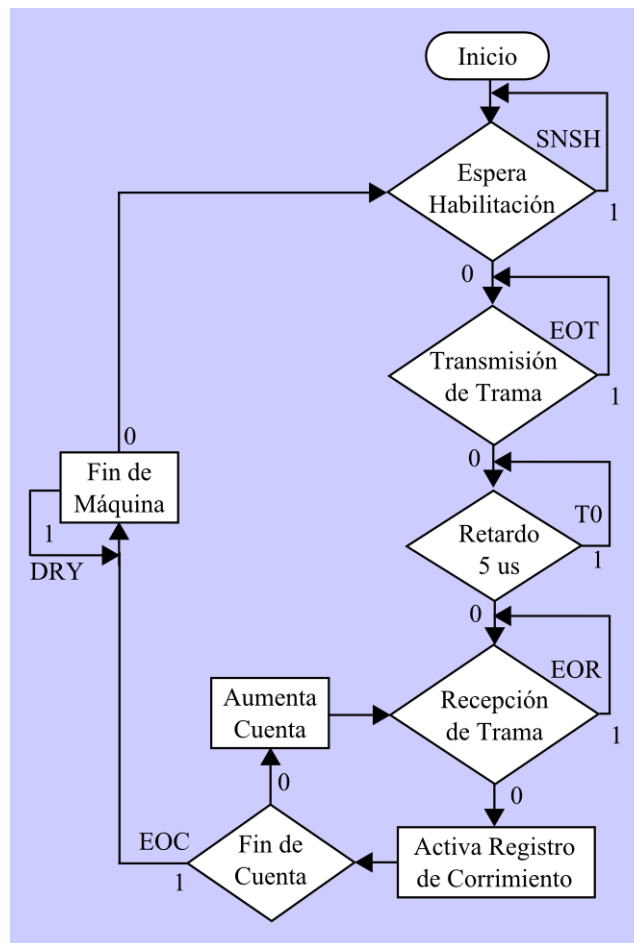 Inicio
SNSH
Espera
Habilitación
1
0
EOT
Transmisión
de Trama
1
0
0
Fin de
Máquina
1
DRY
T0
Retardo
5 us
1
0
EOR
Aumenta
Cuenta
Recepción
de Trama
1
0
0
EOC
1
Fin de
Cuenta
Activa Registro
de Corrimiento